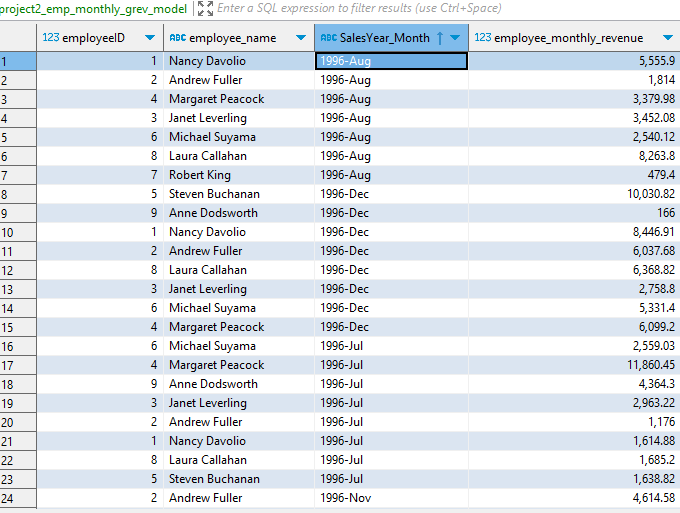 project2_emp_monthly_grev_model Enter a SQL expression to filter results (use Ctrl+Space)
123 employeeID ABC employee_name ABC SalesYear_Month 123 employee_monthly_revenue
1 1 Nancy Davolio 1996-Aug 5,555.9
2 2 Andrew Fuller 1996-Aug 1,814
3 4 Margaret Peacock 1996-Aug 3,379.98
4 3 Janet Leverling 1996-Aug 3,452.08
5 6 Michael Suyama 1996-Aug 2,540.12
6 8 Laura Callahan 1996-Aug 8,263.8
7 7 Robert King 1996-Aug 479.4
8 5 Steven Buchanan 1996-Dec 10,030.82
9 9 Anne Dodsworth 1996-Dec 166
10 1 Nancy Davolio 1996-Dec 8,446.91
11 2 Andrew Fuller 1996-Dec 6,037.68
12 8 Laura Callahan 1996-Dec 6,368.82
13 3 Janet Leverling 1996-Dec 2,758.8
14 6 Michael Suyama 1996-Dec 5,331.4
15 4 Margaret Peacock 1996-Dec 6,099.2
16 6 Michael Suyama 1996-Jul 2,559.03
17 4 Margaret Peacock 1996-Jul 11,860.45
18 9 Anne Dodsworth 1996-Jul 4,364.3
19 3 Janet Leverling 1996-Jul 2,963.22
20 2 Andrew Fuller 1996-Jul 1,176
21 1 Nancy Davolio 1996-Jul 1,614.88
22 8 Laura Callahan 1996-Jul 1,685.2
23 5 Steven Buchanan 1996-Jul 1,638.82
24 2 Andrew Fuller 1996-Nov 4,614.58